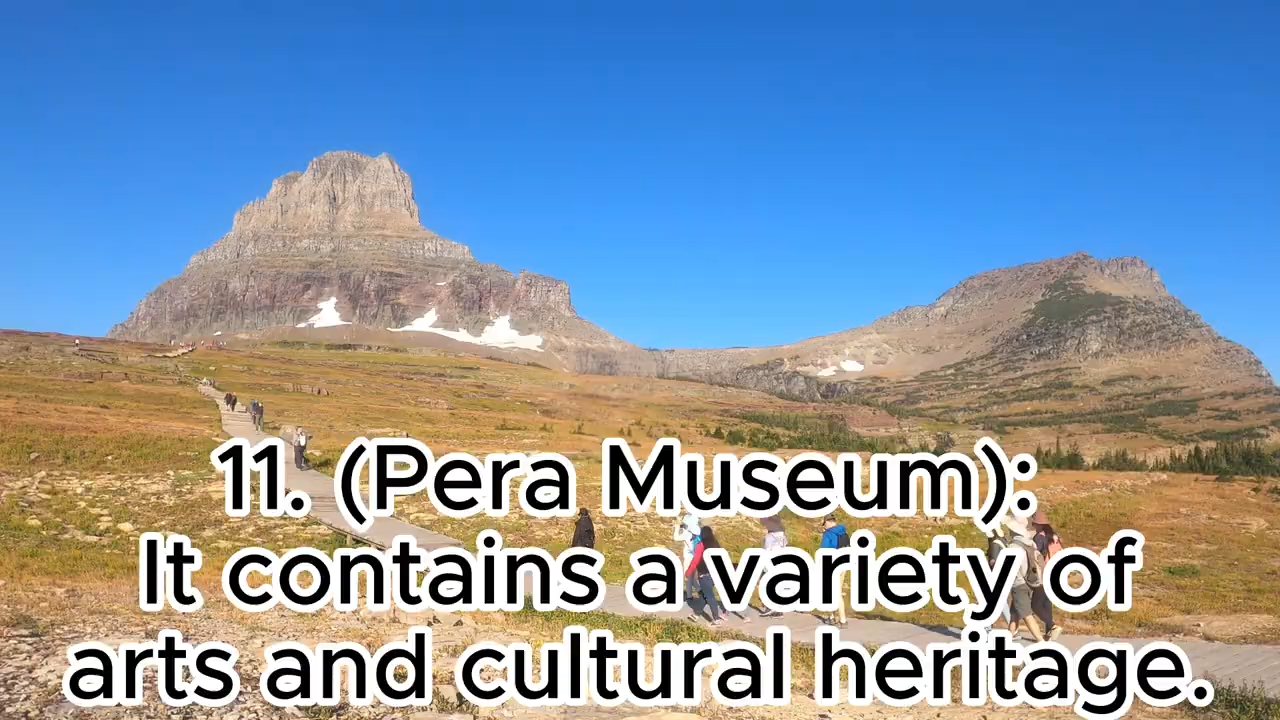 11. (Pera Museum):
It contains a variety of
arts and cultural heritage.